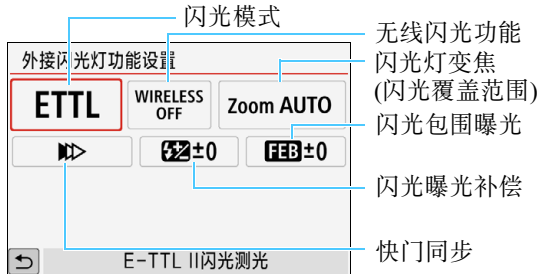 闪光模式
无线闪光功能
闪光灯变焦
(闪光覆盖范围)
闪光包围曝光
闪光曝光补偿
快门同步
外接闪光灯功能设置
ETTL
WIRELESS
OFF
Zoom AUTO
±0
FEB±0
E-TTL II闪光测光